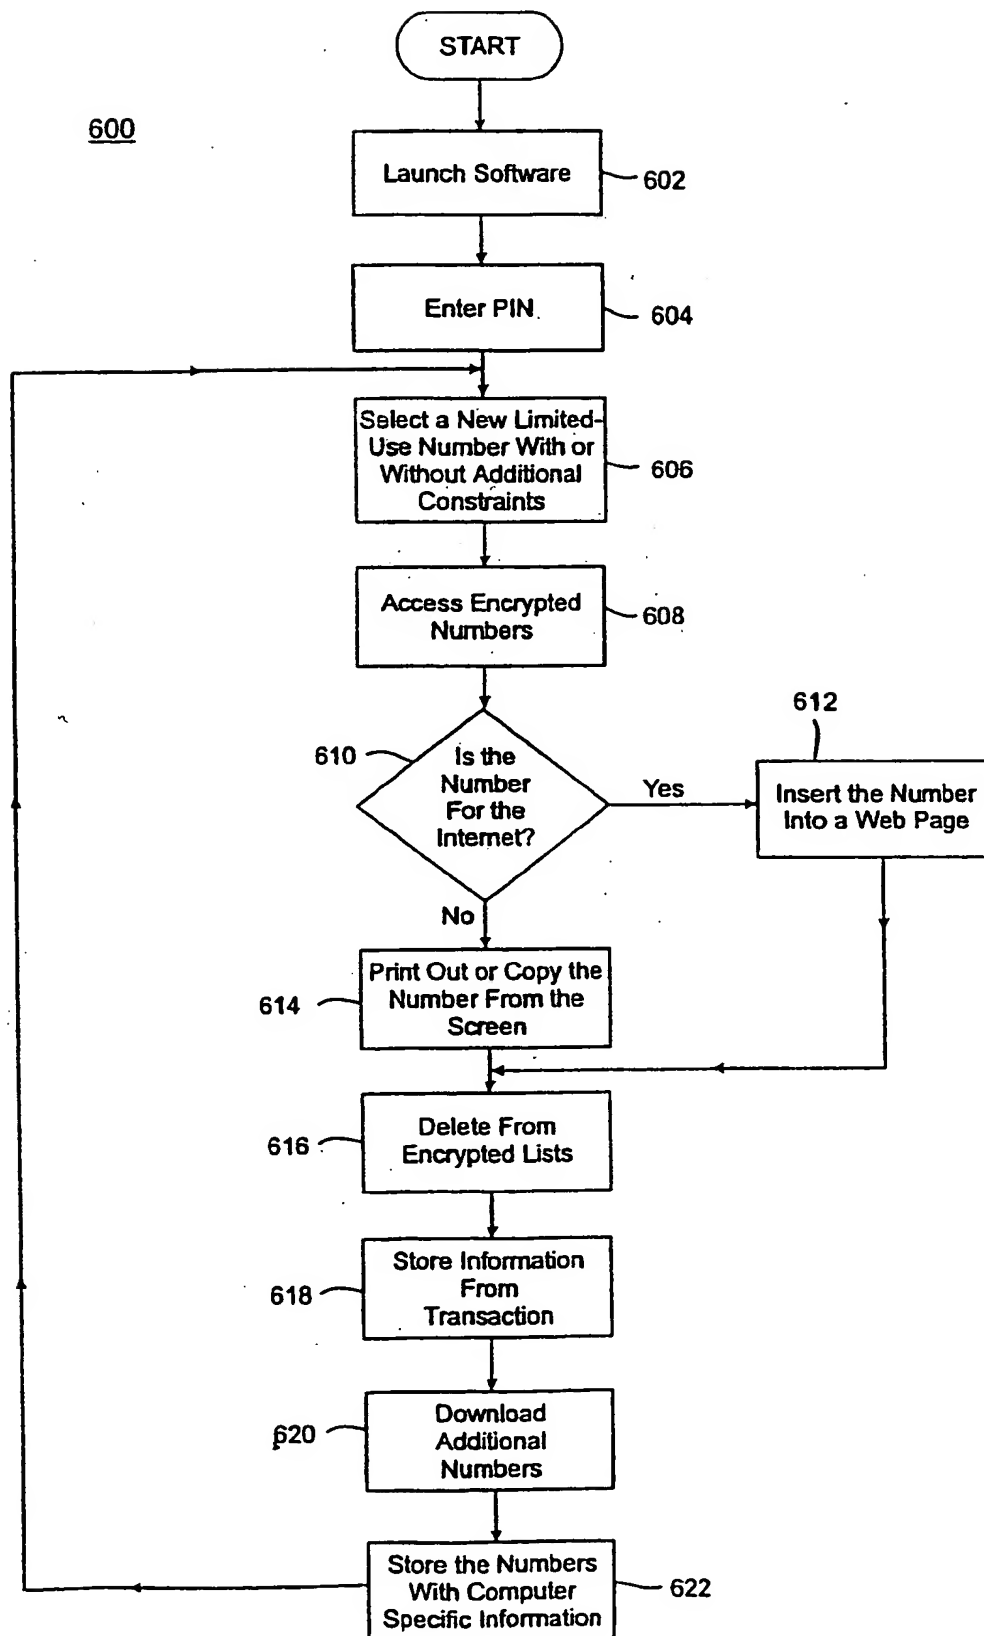 START
600
Launch Software
602
Enter PIN
604
Select a New Limited-
Use Number With or
Without Additional
Constraints
606
Access Encrypted
Numbers
608
610
Is the
Number
For the
Internet?
Yes
612
Insert the Number
Into a Web Page
No
614
Print Out or Copy the
Number From the
Screen
616
Delete From
Encrypted Lists
618
Store Information
From
Transaction
620
Download
Additional
Numbers
Store the Numbers
With Computer
Specific Information
622